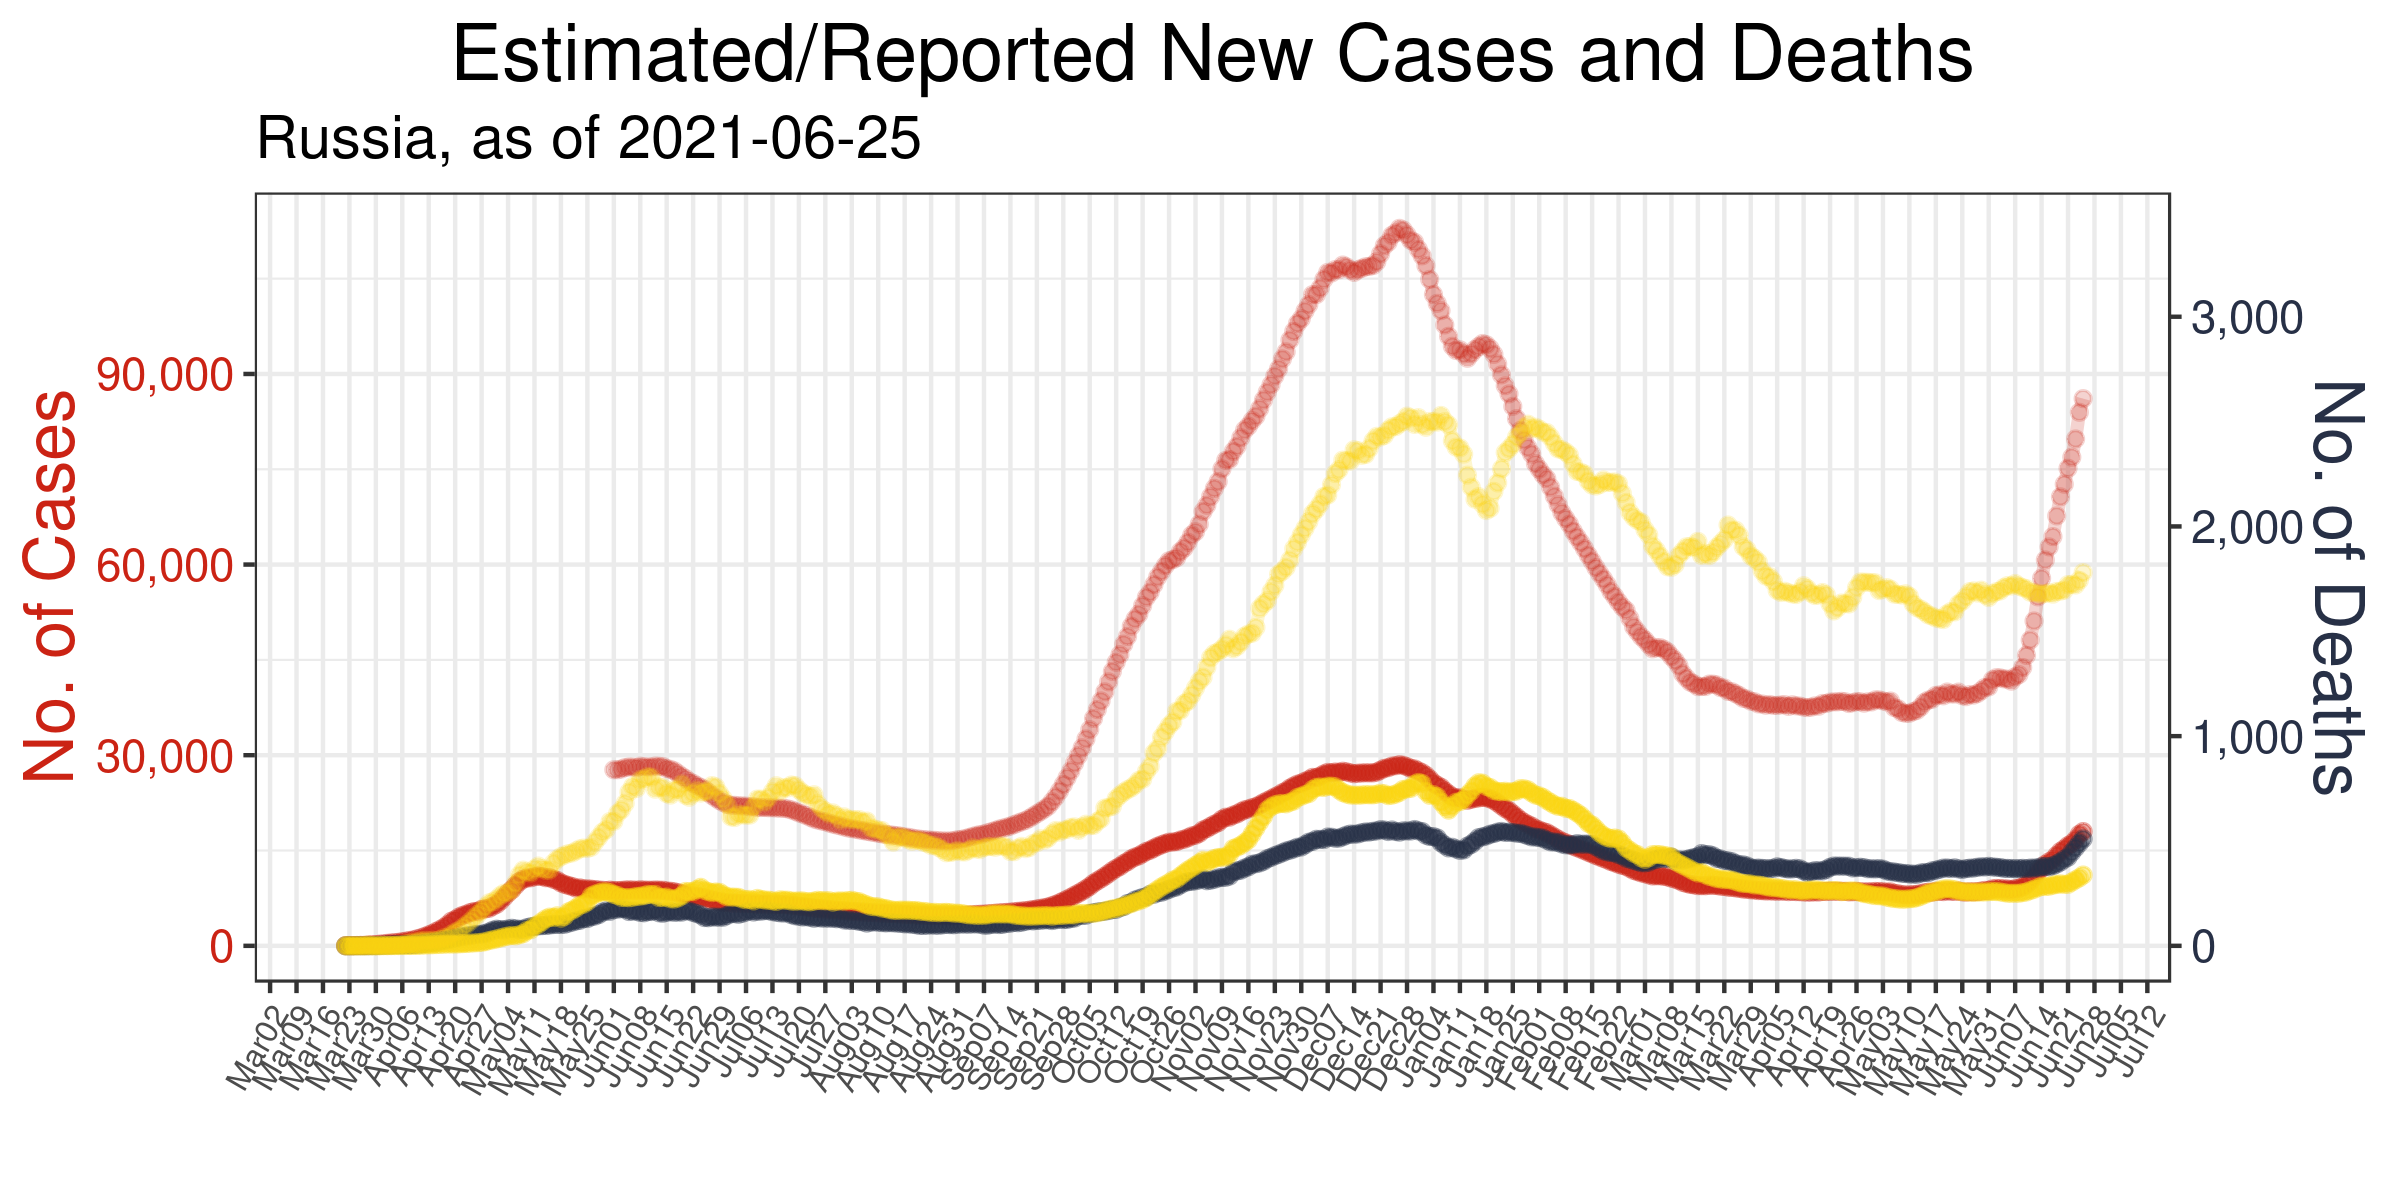 Estimated/Reported New Cases and Deaths
Russia, as of 2021-06-25
No. of Cases
90,000
60,000
30,000
0
3,000
2,000
1,000
0
No. of Deaths
Mar02
Mar09
Mar16
Mar23
Mar30
Apr06
Apr13
Apr20
Apr27
May04
May11
May18
May25
Jun01
Jun08
Jun15
Jun22
Jun29
Jul06
Jul13
Jul20
Jul27
Aug03
Aug10
Aug17
Aug24
Aug31
Sep07
Sep14
Sep21
Sep28
Oct05
Oct12
Oct19
Oct26
Nov02
Nov09
Nov16
Nov23
Nov30
Dec07
Dec14
Dec21
Dec28
Jan04
Jan11
Jan18
Jan25
Feb01
Feb08
Feb15
Feb22
Mar01
Mar08
Mar15
Mar22
Mar29
Apr05
Apr12
Apr19
Apr26
May03
May10
May17
May24
May31
Jun07
Jun14
Jun21
Jun28
Jul05
Jul12